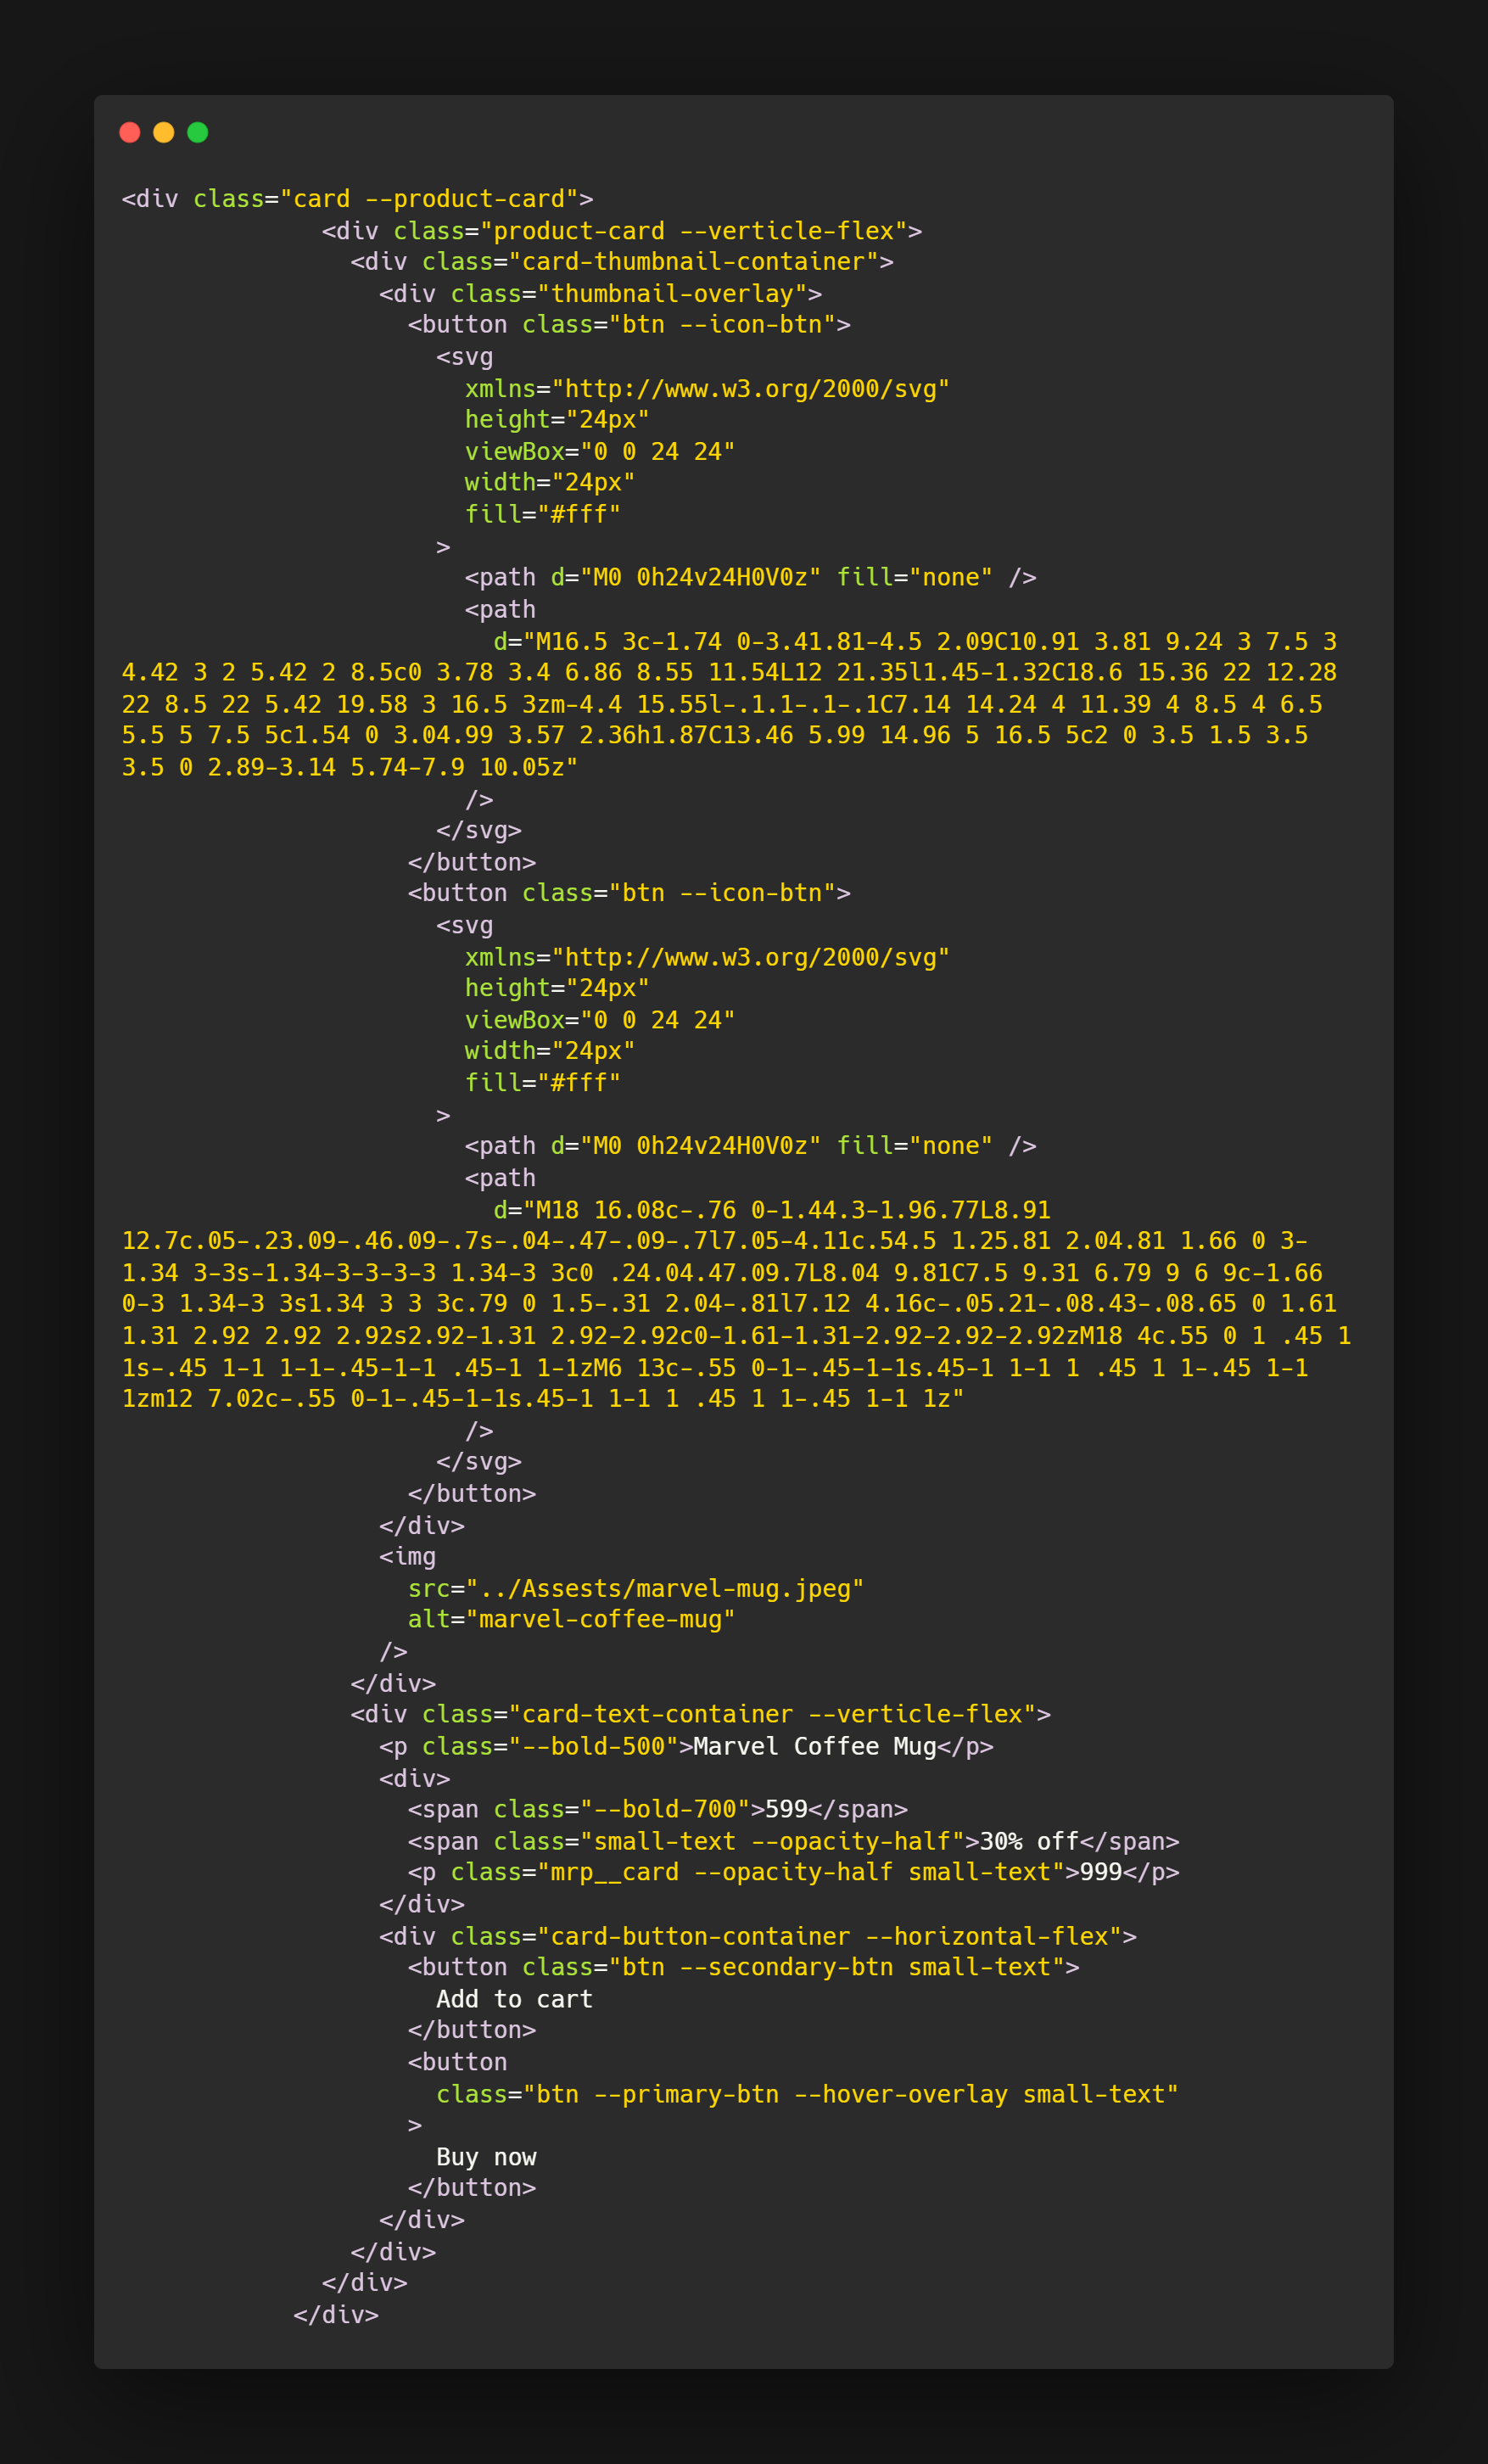 <div class="card --product-card">
<div class="product-card --verticle-flex">
<div class="card-thumbnail-container">
<div class="thumbnail-overlay">
<button class="btn --icon-btn">
<svg
xmlns="http://www.w3.org/2000/svg"
height="24px"
viewBox="0 0 24 24"
width="24px"
fill="#fff"
>
<path d="M0 0h24v24H0V0z" fill="none" />
<path
d="M16.5 3c-1.74 0-3.41.81-4.5 2.09C10.91 3.81 9.24 3 7.5 3
4.42 3 2 5.42 2 8.5c0 3.78 3.4 6.86 8.55 11.54L12 21.35l1.45-1.32C18.6 15.36 22 12.28
22 8.5 22 5.42 19.58 3 16.5 3zm-4.4 15.55l-.1.1-.1-.1C7.14 14.24 4 11.39 4 8.5 4 6.5
5.5 5 7.5 5c1.54 0 3.04.99 3.57 2.36h1.87C13.46 5.99 14.96 5 16.5 5c2 0 3.5 1.5 3.5
3.5 0 2.89-3.14 5.74-7.9 10.05z"
/>
</svg>
</button>
<button class="btn --icon-btn">
<svg
xmlns="http://www.w3.org/2000/svg"
height="24px"
viewBox="0 0 24 24"
width="24px"
fill="#fff"
>
<path d="M0 0h24v24H0V0z" fill="none" />
<path
d="M18 16.08c-.76 0-1.44.3-1.96.77L8.91
12.7c.05-.23.09-.46.09-.7s-.04-.47-.09-.7l7.05-4.11c.54.5 1.25.81 2.04.81 1.66 0 3-
1.34 3-3s-1.34-3-3-3-3 1.34-3 3c0 .24.04.47.09.7L8.04 9.81C7.5 9.31 6.79 9 6 9c-1.66
0-3 1.34-3 3s1.34 3 3 3c.79 0 1.5-.31 2.04-.81l7.12 4.16c-.05.21-.08.43-.08.65 0 1.61
1.31 2.92 2.92 2.92s2.92-1.31 2.92-2.92c0-1.61-1.31-2.92-2.92-2.92zM18 4c.55 0 1 .45 1
1s-.45 1-1 1-1-.45-1-1 .45-1 1-1zM6 13c-.55 0-1-.45-1-1s.45-1 1-1 1 .45 1 1-.45 1-1
1zm12 7.02c-.55 0-1-.45-1-1s.45-1 1-1 1 .45 1 1-.45 1-1 1z"
/>
</svg>
</button>
</div>
<img
src="../Assests/marvel-mug.jpeg"
alt="marvel-coffee-mug"
/>
</div>
<div class="card-text-container --verticle-flex">
<p class="--bold-500">Marvel Coffee Mug</p>
<div>
<span class="--bold-700">599</span>
<span class="small-text --opacity-half">30% off</span>
<p class="mrp__card --opacity-half small-text">999</p>
</div>
<div class="card-button-container --horizontal-flex">
<button class="btn --secondary-btn small-text">
Add to cart
</button>
<button
class="btn --primary-btn --hover-overlay small-text"
>
Buy now
</button>
</div>
</div>
</div>
</div>